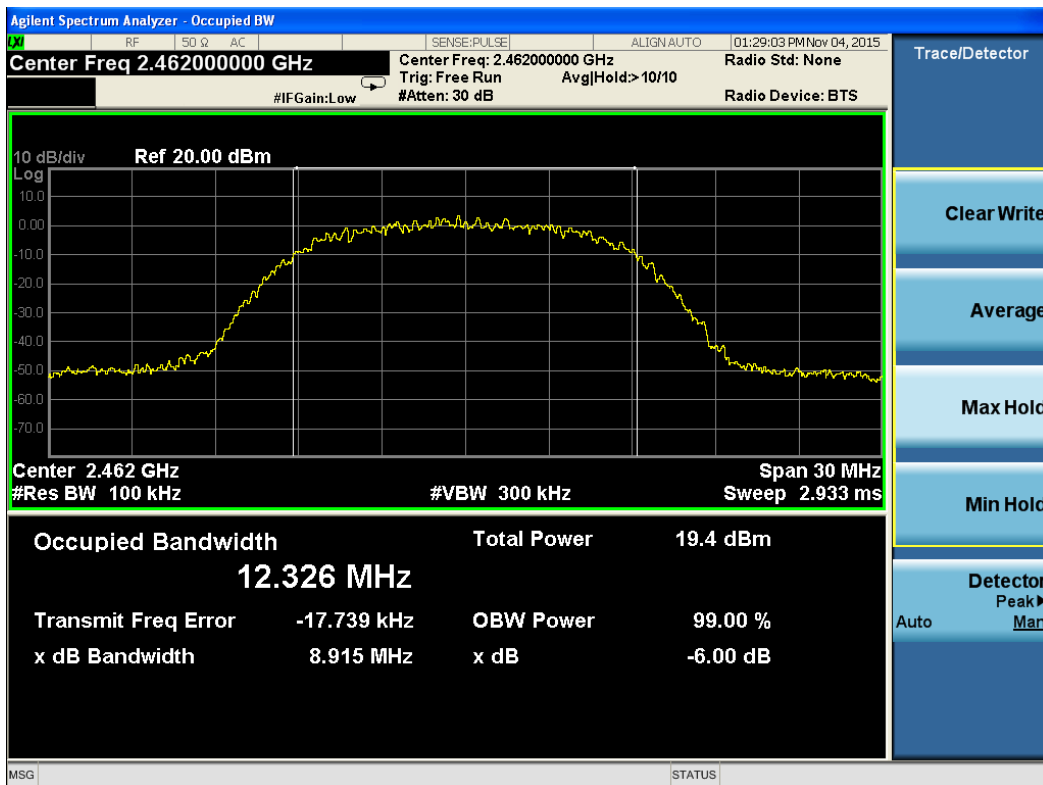 Agilent Spectrum Analyzer - Occupied BW
LXI RF 50 Ω AC SENSE:PULSE ALIGN AUTO 01:29:03 PM Nov 04, 2015
Center Freq 2.462000000 GHz
Center Freq: 2.462000000 GHz
Radio Std: None
Trig: Free Run Avg|Hold:>10/10
#IFGain:Low #Atten: 30 dB Radio Device: BTS
10 dB/div Ref 20.00 dBm
Log
10.0
0.00
-10.0
-20.0
-30.0
-40.0
-50.0
-60.0
-70.0
Center 2.462 GHz Span 30 MHz
#Res BW 100 kHz #VBW 300 kHz Sweep 2.933 ms
Occupied Bandwidth Total Power 19.4 dBm
12.326 MHz
Transmit Freq Error -17.739 kHz OBW Power 99.00 %
x dB Bandwidth 8.915 MHz x dB -6.00 dB
MSG STATUS
Trace/Detector
Clear Write
Average
Max Hold
Min Hold
Detector
Peak▶
Auto Man